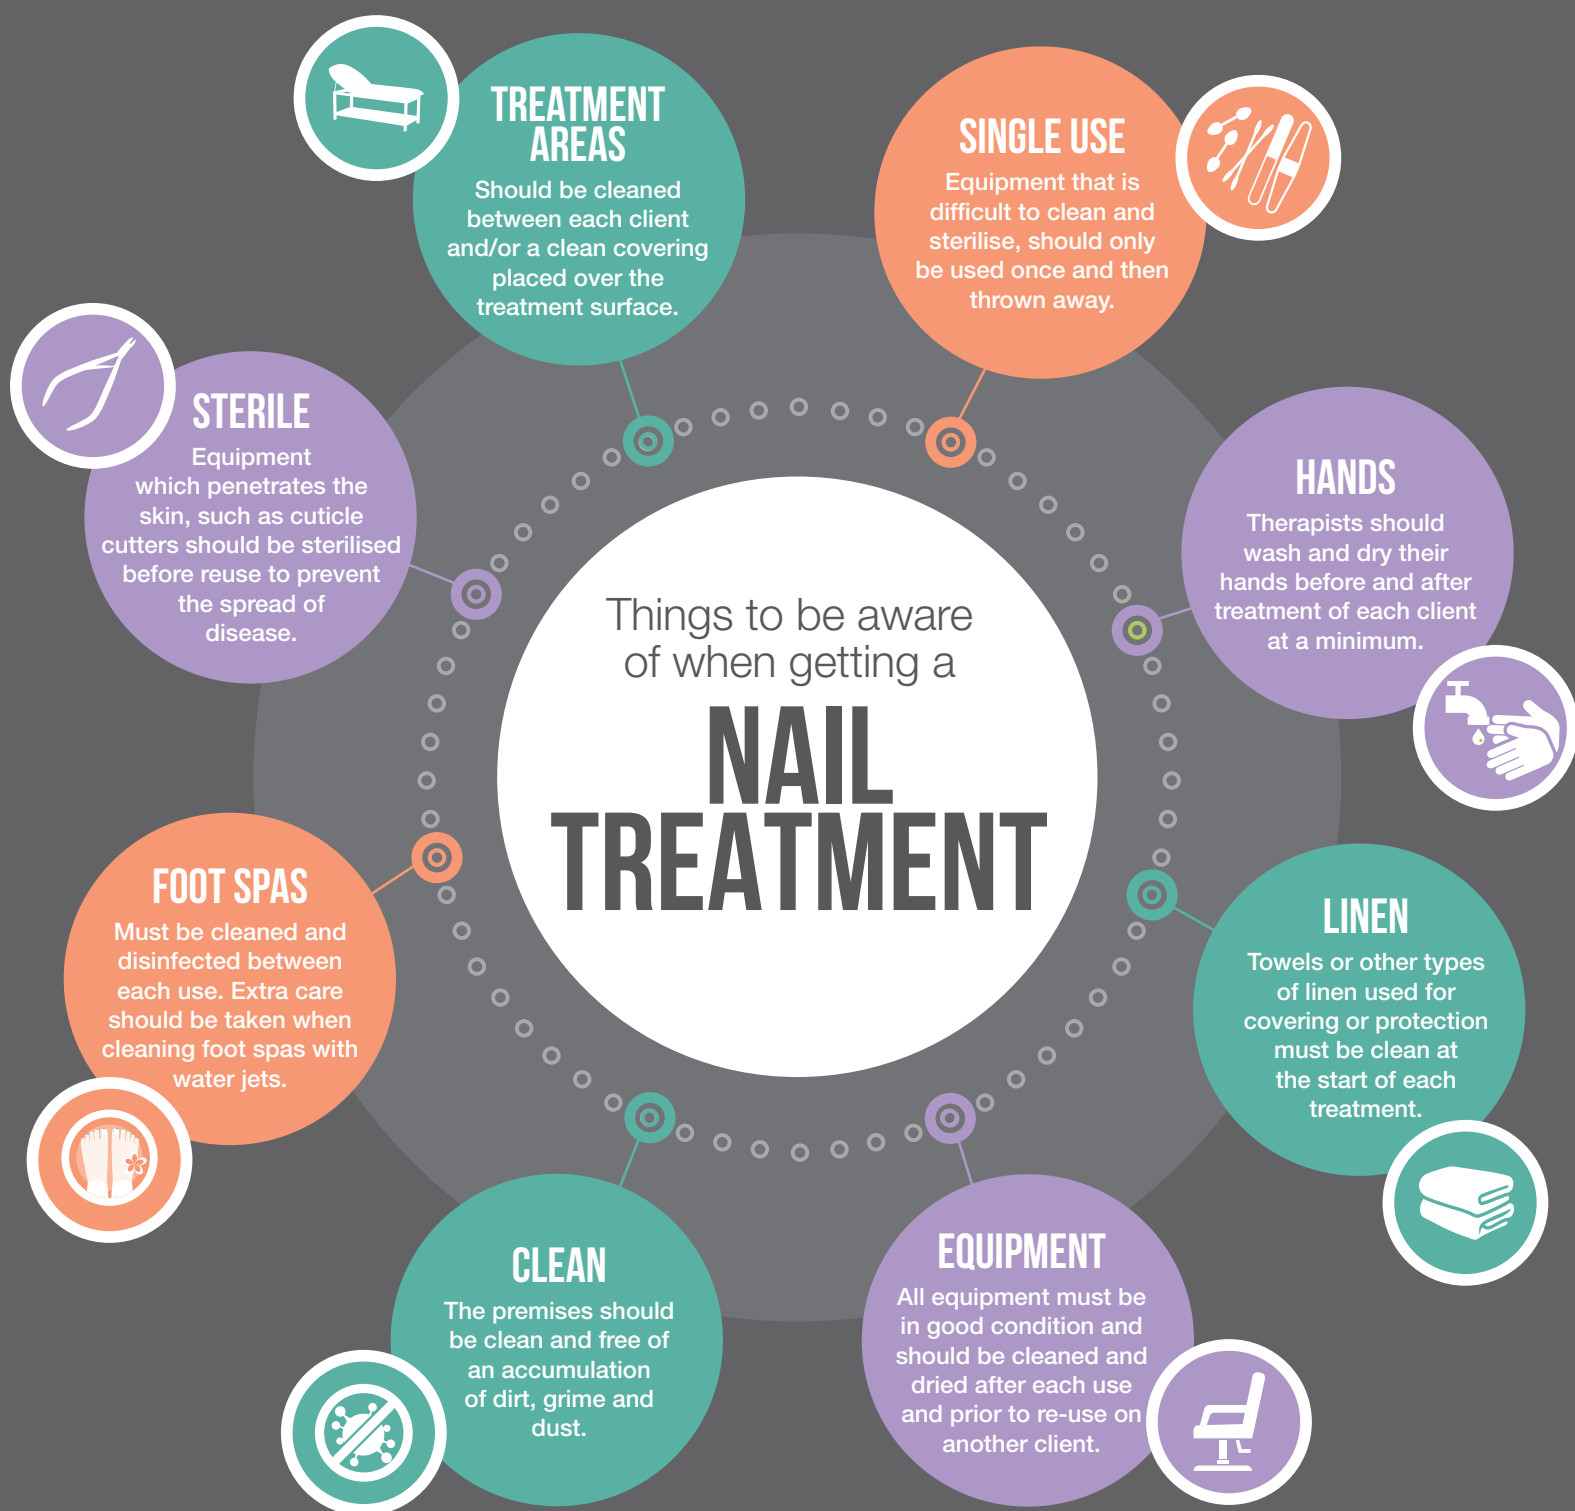 Things to be aware
of when getting a
NAIL
TREATMENT
TREATMENT
AREAS
Should be cleaned
between each client
and/or a clean covering
placed over the
treatment surface.
SINGLE USE
Equipment that is
difficult to clean and
sterilise, should only
be used once and then
thrown away.
HANDS
Therapists should
wash and dry their
hands before and after
treatment of each client
at a minimum.
LINEN
Towels or other types
of linen used for
covering or protection
must be clean at
the start of each
treatment.
EQUIPMENT
All equipment must be
in good condition and
should be cleaned and
dried after each use
and prior to re-use on
another client.
CLEAN
The premises should
be clean and free of
an accumulation
of dirt, grime and
dust.
FOOT SPAS
Must be cleaned and
disinfected between
each use. Extra care
should be taken when
cleaning foot spas with
water jets.
STERILE
Equipment
which penetrates the
skin, such as cuticle
cutters should be sterilised
before reuse to prevent
the spread of
disease.